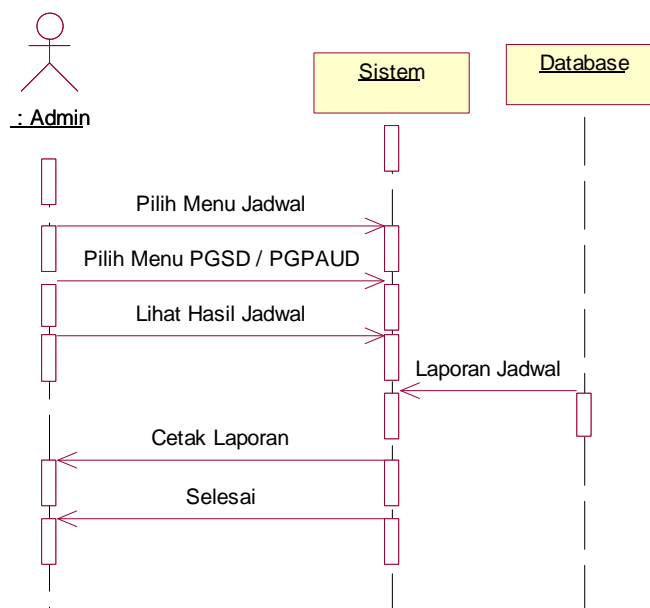 : Admin
Sistem
Database
Pilih Menu Jadwal
Pilih Menu PGSD / PGPAUD
Lihat Hasil Jadwal
Laporan Jadwal
Cetak Laporan
Selesai